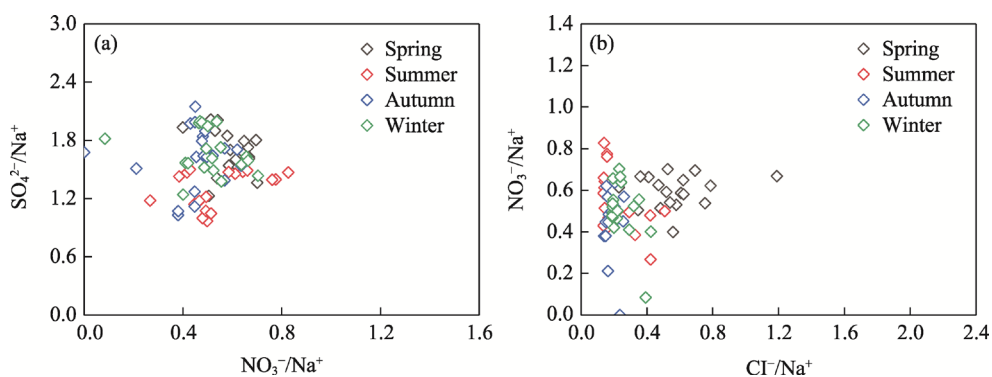 (a)
Spring
Summer
Autumn
Winter
3.0
2.4
1.8
1.2
0.6
0.0
SO₄²⁻/Na⁺
0.0 0.4 0.8 1.2 1.6
NO₃⁻/Na⁺
(b)
Spring
Summer
Autumn
Winter
1.4
1.2
1.0
0.8
0.6
0.4
0.2
0.0
NO₃⁻/Na⁺
0.0 0.4 0.8 1.2 1.6 2.0 2.4
CI⁻/Na⁺